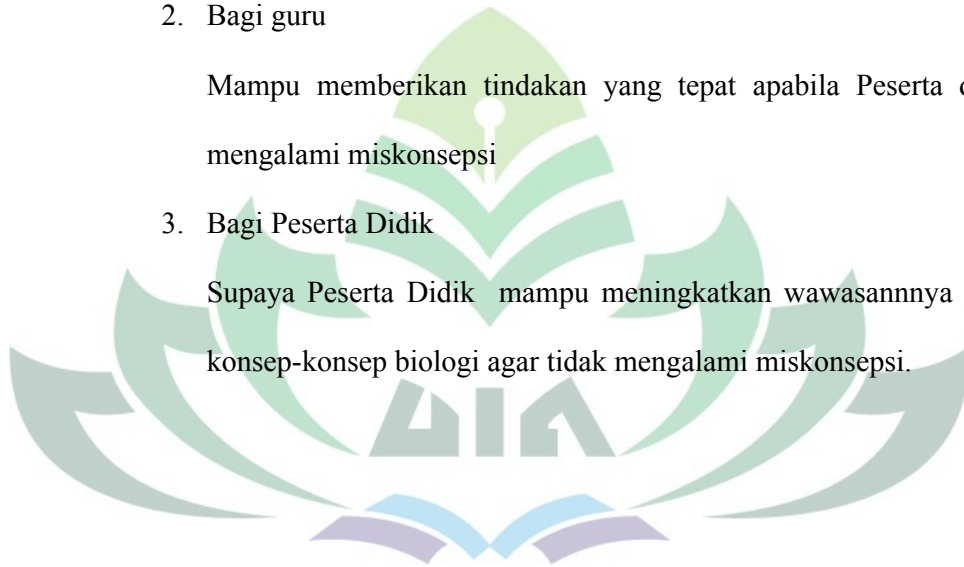 2. Bagi guru
Mampu memberikan tindakan yang tepat apabila Peserta
mengalami miskonsepsi
3. Bagi Peserta Didik
Supaya Peserta Didik mampu meningkatkan wawasannnya
konsep-konsep biologi agar tidak mengalami miskonsepsi.
UIN